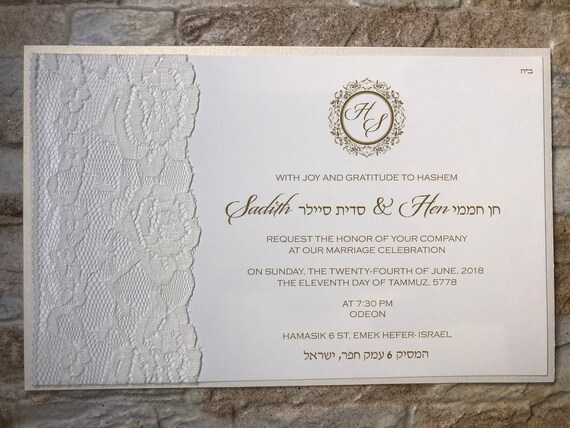 ב"ה
HS
WITH JOY AND GRATITUDE TO HASHEM
Sadith סדית סיילר & Hen חן חממי
REQUEST THE HONOR OF YOUR COMPANY
AT OUR MARRIAGE CELEBRATION
ON SUNDAY, THE TWENTY-FOURTH OF JUNE, 2018
THE ELEVENTH DAY OF TAMMUZ, 5778
AT 7:30 PM
ODEON
HAMASIK 6 ST, EMEK HEFER- ISRAEL
המסיק 6 עמק חפר, ישראל